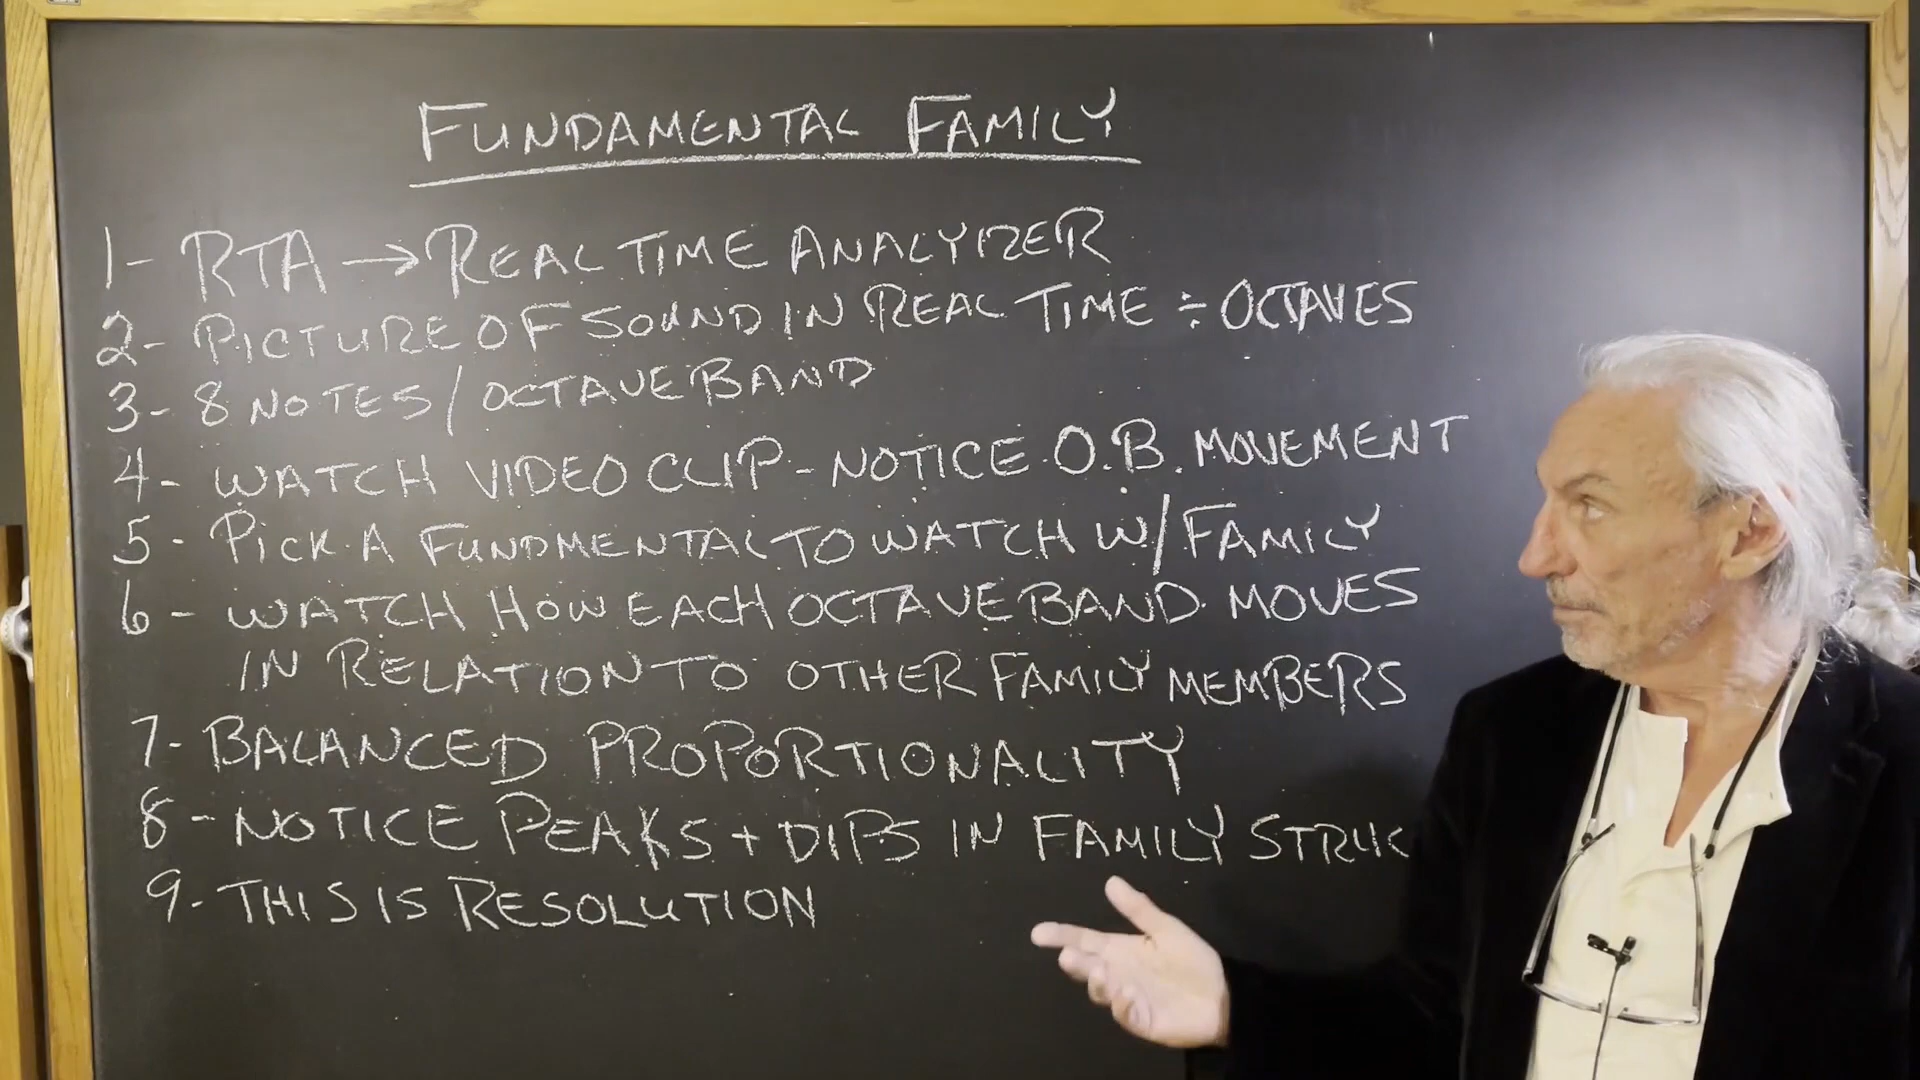 FUNDAMENTAL FAMILY
1- RTA → REAL TIME ANALYZER
2- PICTURE OF SOUND IN REAL TIME ÷ OCTAVES
3- 8 NOTES/OCTAVE BAND
4- WATCH VIDEO CLIP - NOTICE O.B. MOVEMENT
5- PICK A FUNDMENTAL TO WATCH W/FAMILY
6- WATCH HOW EACH OCTAVE BAND MOVES
IN RELATION TO OTHER FAMILY MEMBERS
7- BALANCED PROPORTIONALITY
8- NOTICE PEAKS + DIPS IN FAMILY STRUC
9- THIS IS RESOLUTION